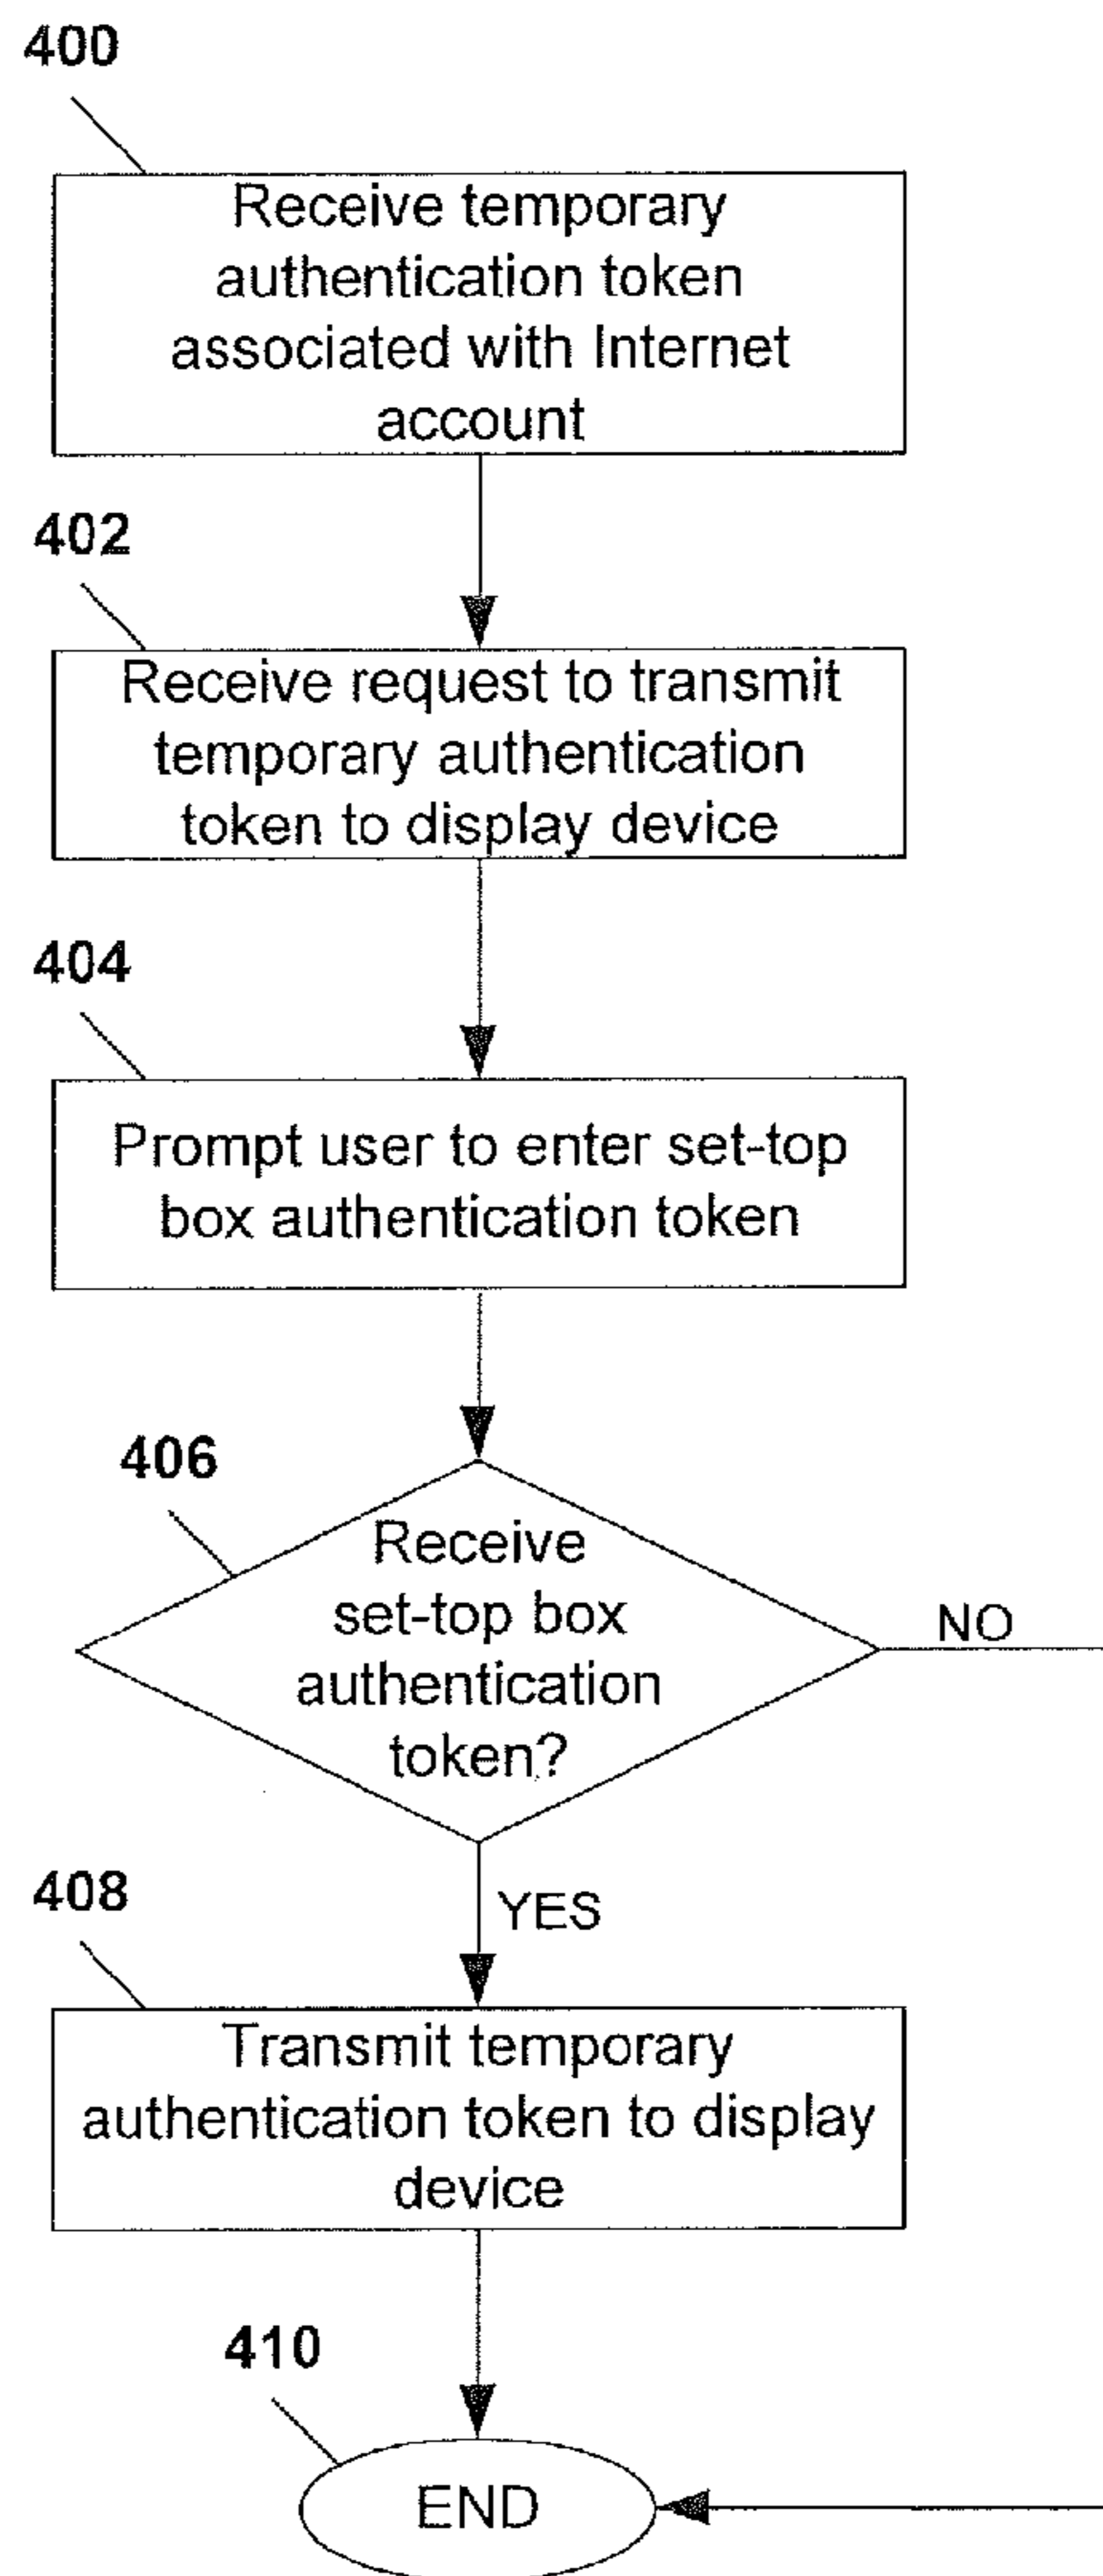 400
Receive temporary
authentication token
associated with Internet
account
402
Receive request to transmit
temporary authentication
token to display device
404
Prompt user to enter set-top
box authentication token
406
Receive
set-top box
authentication
token?
NO
YES
408
Transmit temporary
authentication token to display
device
410
END